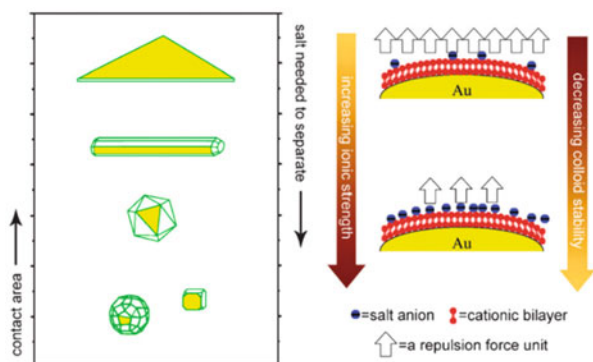 contact area
salt needed to separate
increasing ionic strength
Au
Au
decreasing colloid stability
=salt anion
=cationic bilayer
=a repulsion force unit